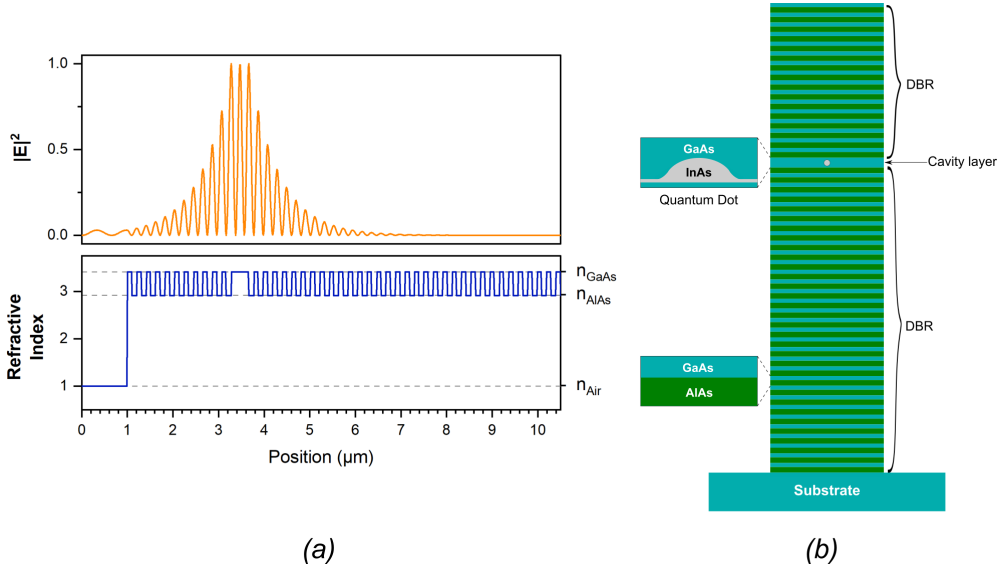 1.0
0.5
0.0
|E|²
n_GaAs
n_AlAs
n_Air
3
2
1
Refractive
Index
0 1 2 3 4 5 6 7 8 9 10
Position (µm)
(a)
DBR
GaAs
InAs
Quantum Dot
Cavity layer
DBR
GaAs
AlAs
Substrate
(b)